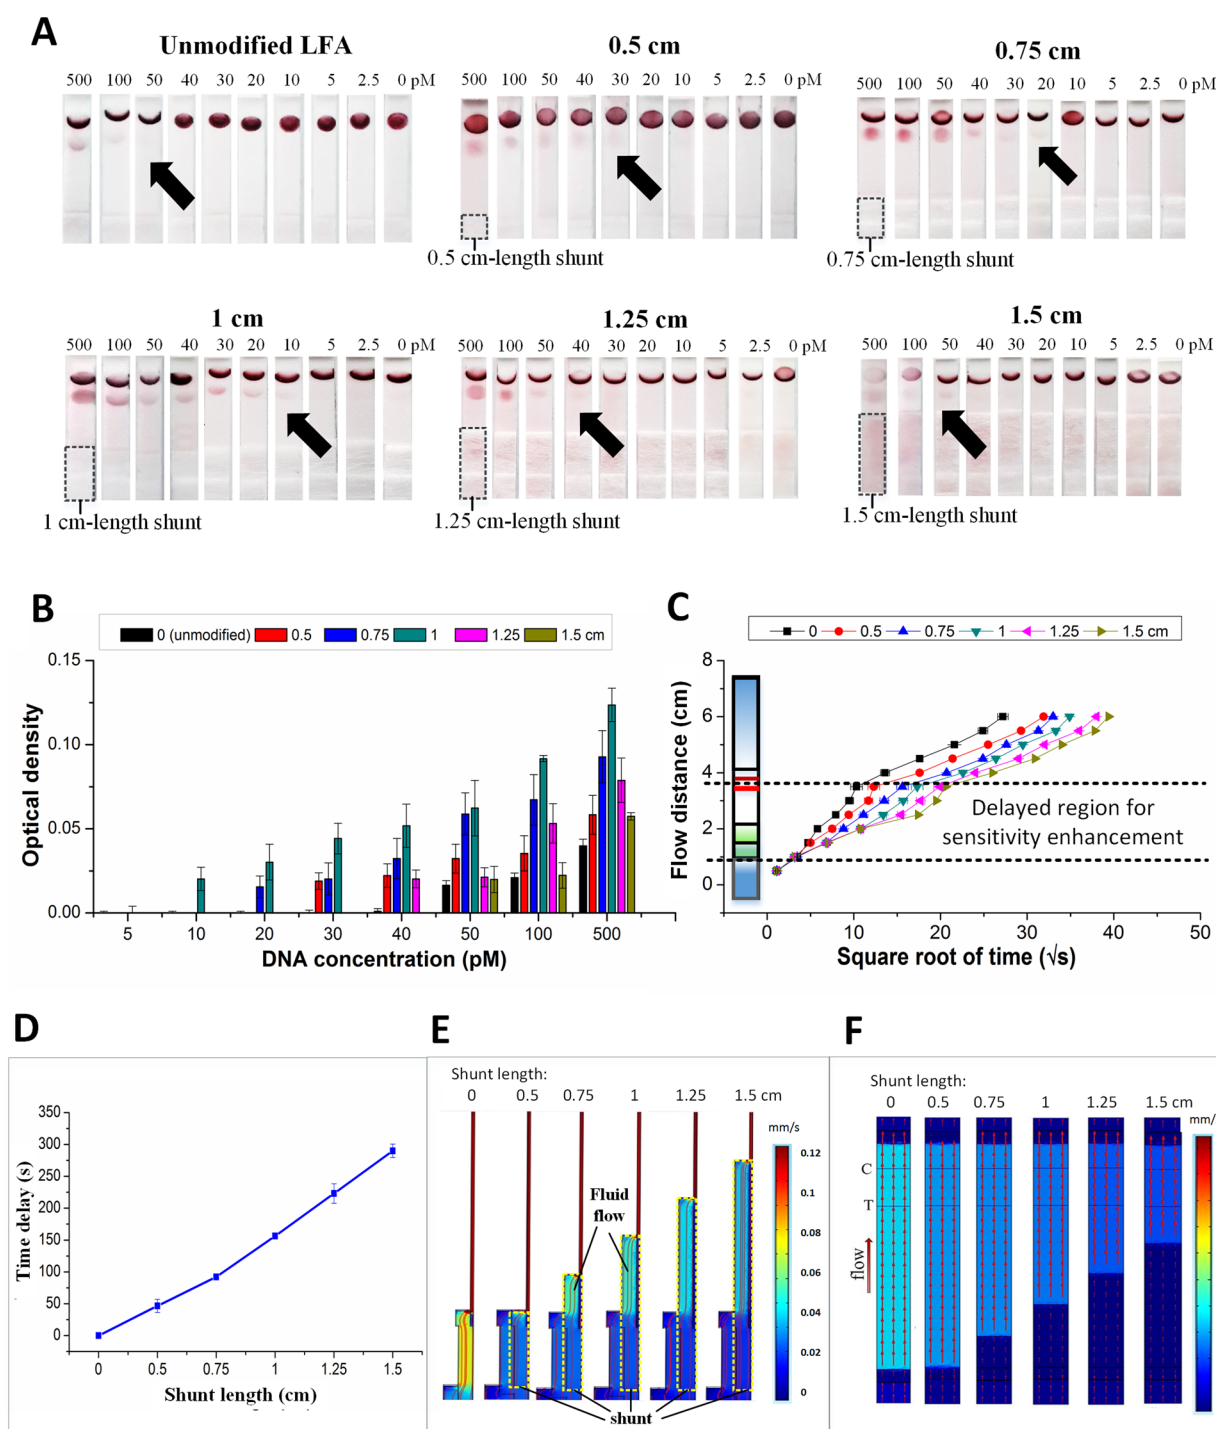 A
Unmodified LFA
500 100 50 40 30 20 10 5 2.5 0 pM
0.5 cm
500 100 50 40 30 20 10 5 2.5 0 pM
0.5 cm-length shunt
0.75 cm
500 100 50 40 30 20 10 5 2.5 0 pM
0.75 cm-length shunt
1 cm
500 100 50 40 30 20 10 5 2.5 0 pM
1 cm-length shunt
1.25 cm
500 100 50 40 30 20 10 5 2.5 0 pM
1.25 cm-length shunt
1.5 cm
500 100 50 40 30 20 10 5 2.5 0 pM
1.5 cm-length shunt
B
0 (unmodified) 0.5 0.75 1 1.25 1.5 cm
0.15
0.10
0.05
0.00
Optical density
5 10 20 30 40 50 100 500
DNA concentration (pM)
C
0 0.5 0.75 1 1.25 1.5 cm
8
6
4
2
0
Flow distance (cm)
Delayed region for
sensitivity enhancement
0 10 20 30 40 50
Square root of time (√s)
D
350
300
250
200
150
100
50
0
Time delay (s)
0 0.5 0.75 1 1.25 1.5
Shunt length (cm)
E
Shunt length:
0 0.5 0.75 1 1.25 1.5 cm
mm/s
0.12
0.1
0.08
0.06
0.04
0.02
0
Fluid
flow
shunt
F
Shunt length:
0 0.5 0.75 1 1.25 1.5 cm
mm/
C
T
flow